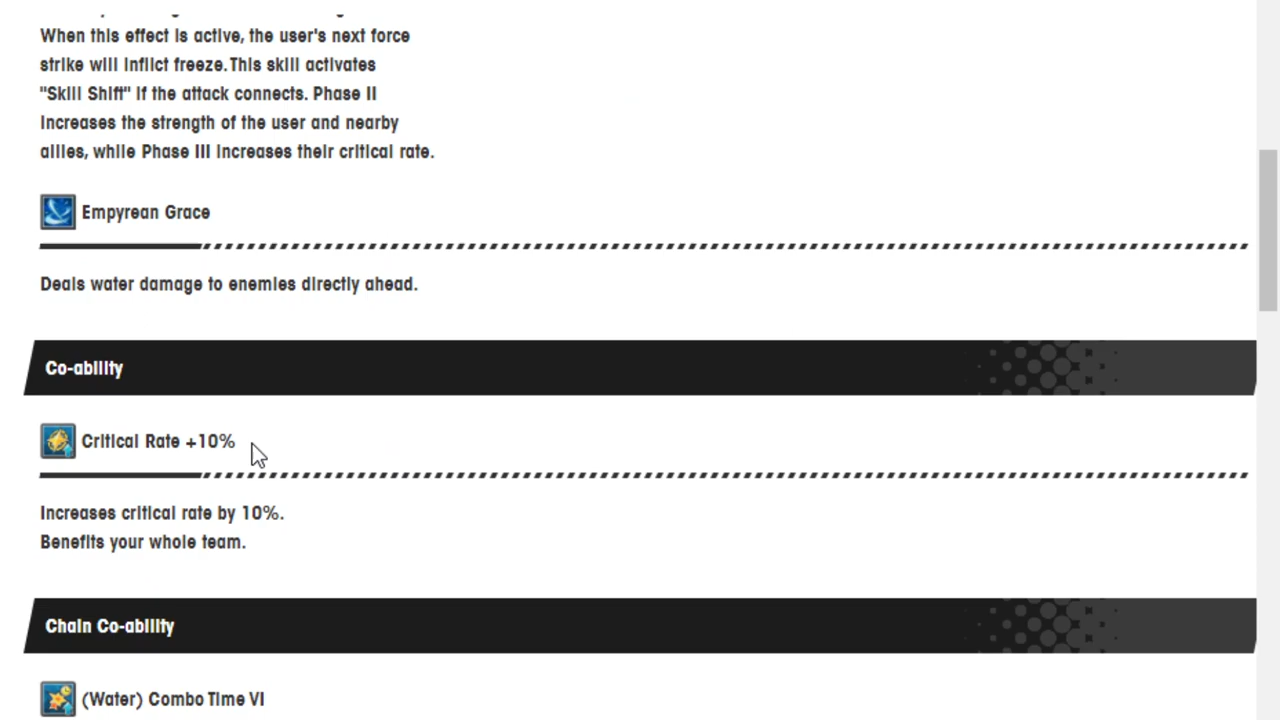 When this effect is active, the user's next force
strike will inflict freeze. This skill activates
"Skill Shift" if the attack connects. Phase II
increases the strength of the user and nearby
allies, while Phase III increases their critical rate.
Empyrean Grace
Deals water damage to enemies directly ahead.
Co-ability
Critical Rate +10%
Increases critical rate by 10%.
Benefits your whole team.
Chain Co-ability
(Water) Combo Time VI